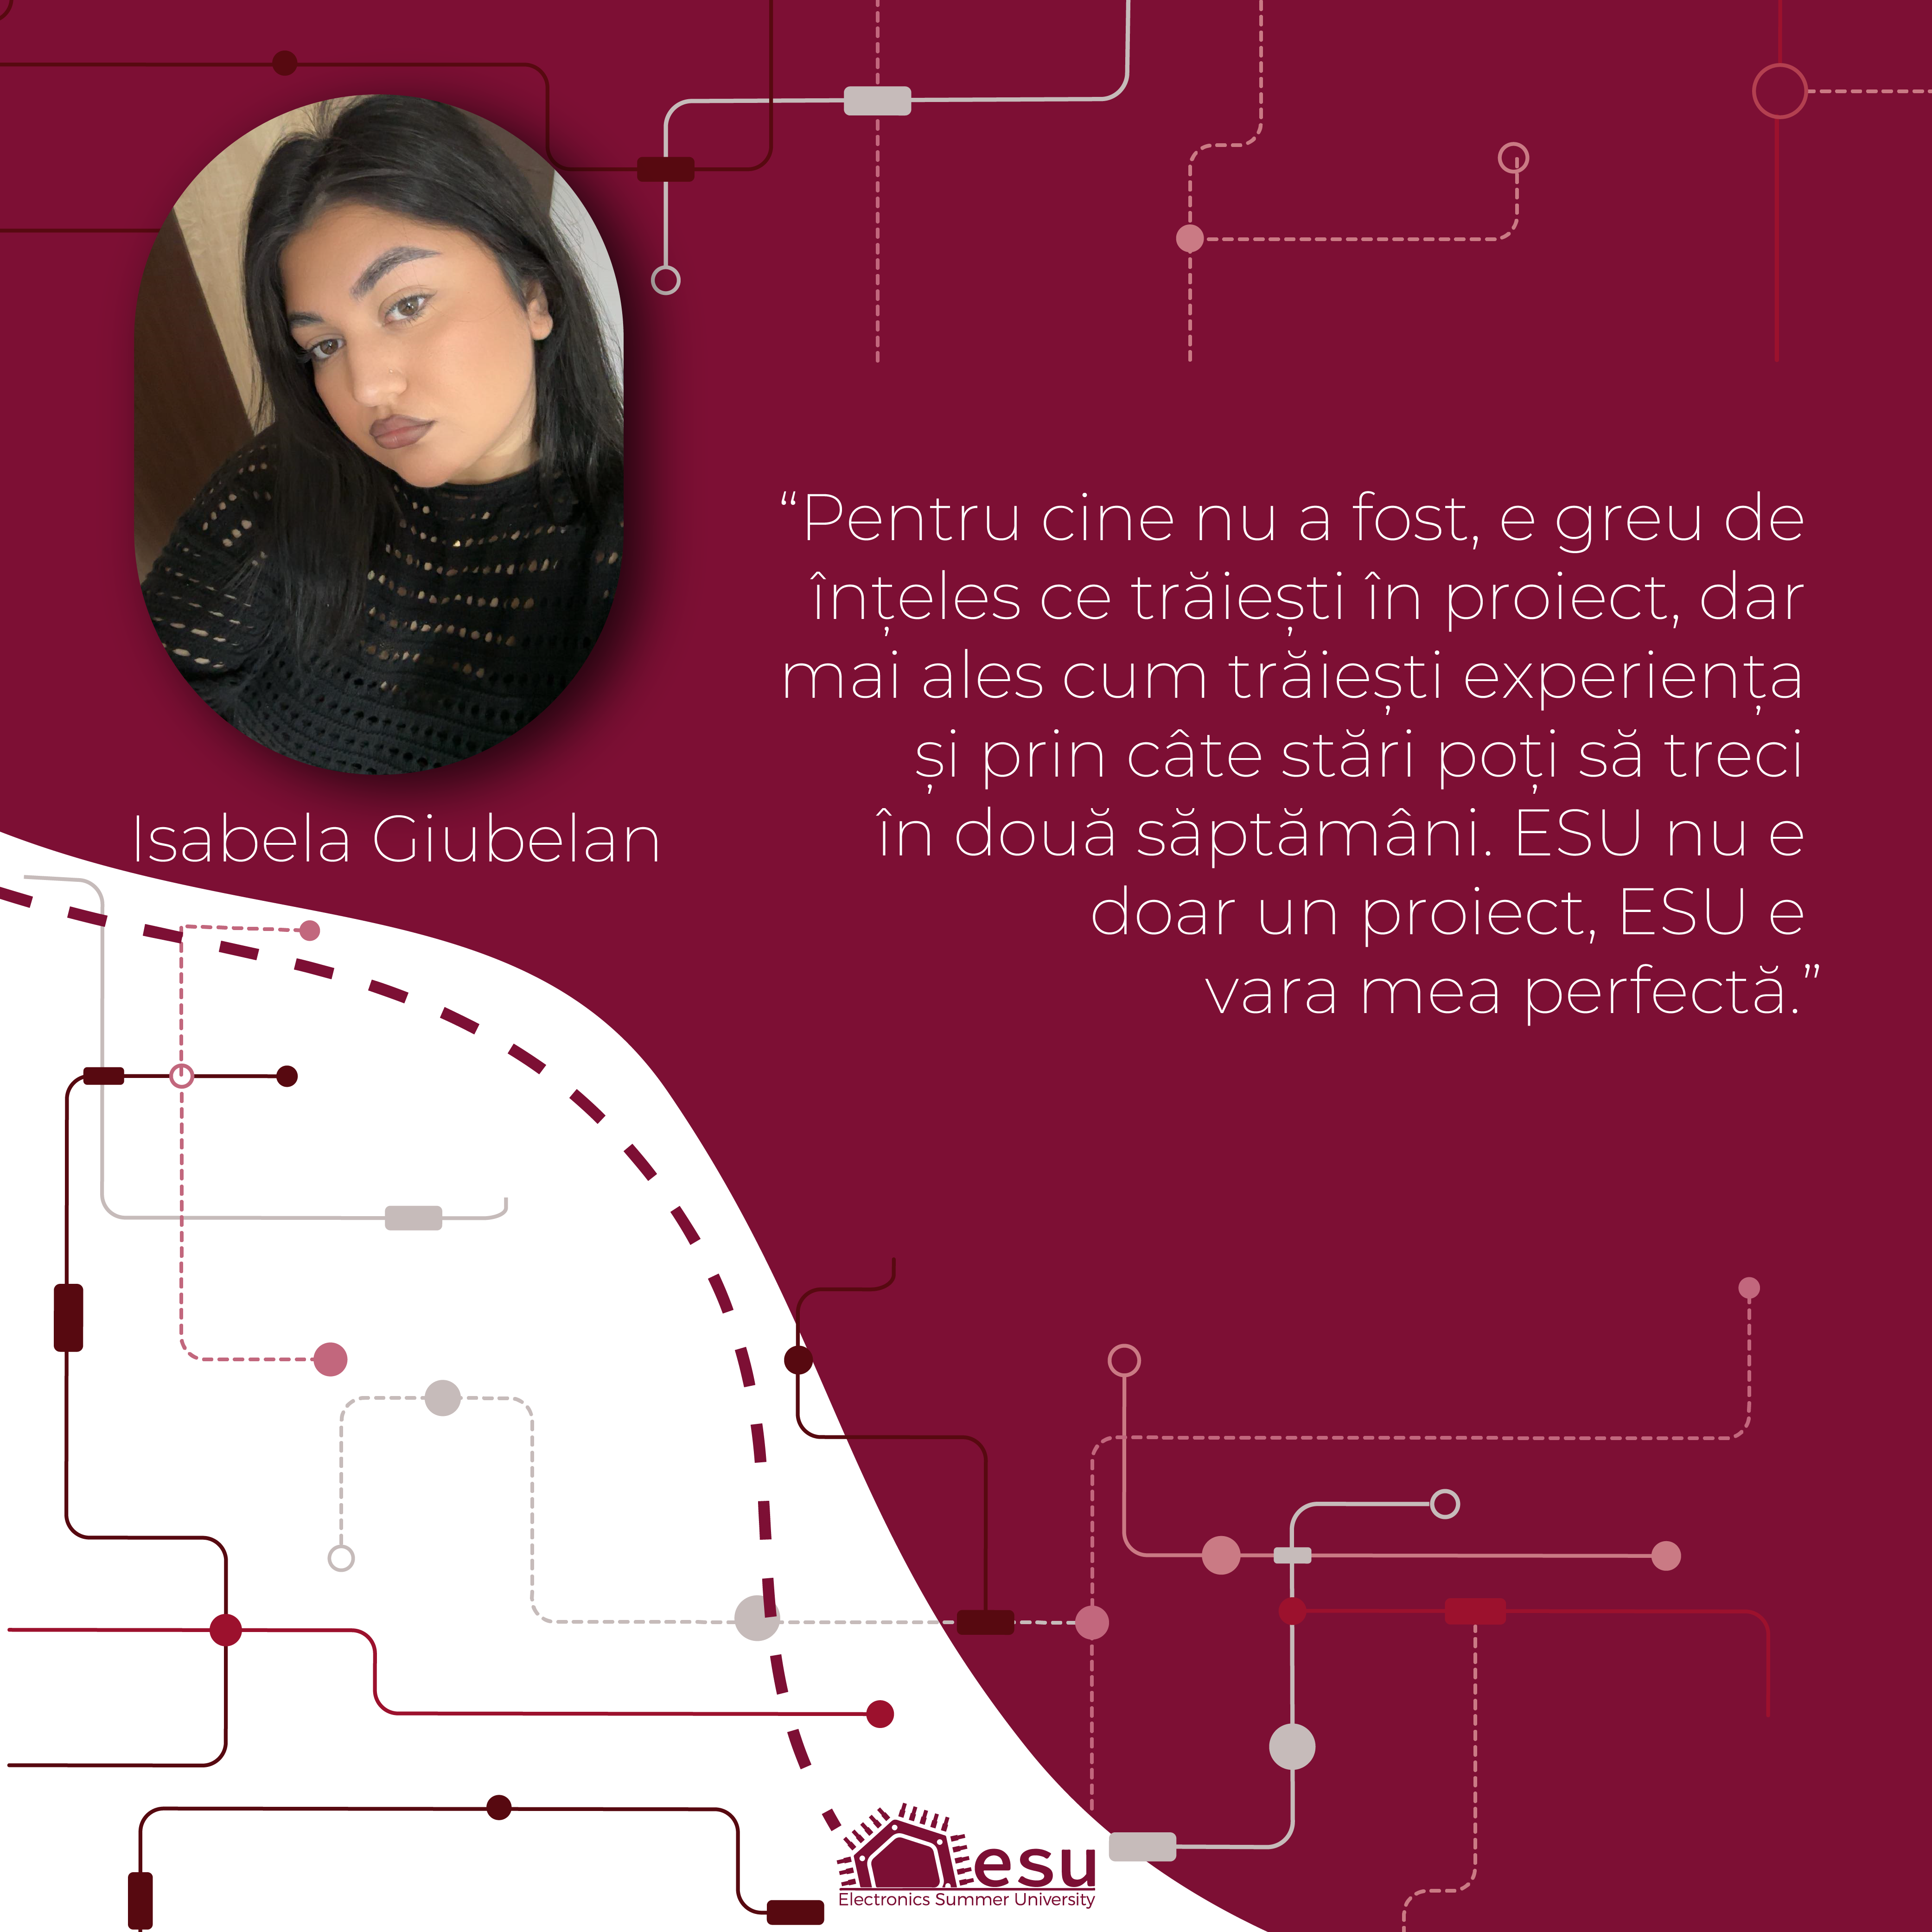 “Pentru cine nu a fost, e greu de
înțeles ce trăiești în proiect, dar
mai ales cum trăiești experiența
și prin câte stări poți să treci
în două săptămâni. ESU nu e
doar un proiect, ESU e
vara mea perfectă.”
Isabela Giubelan
esu
Electronics Summer University